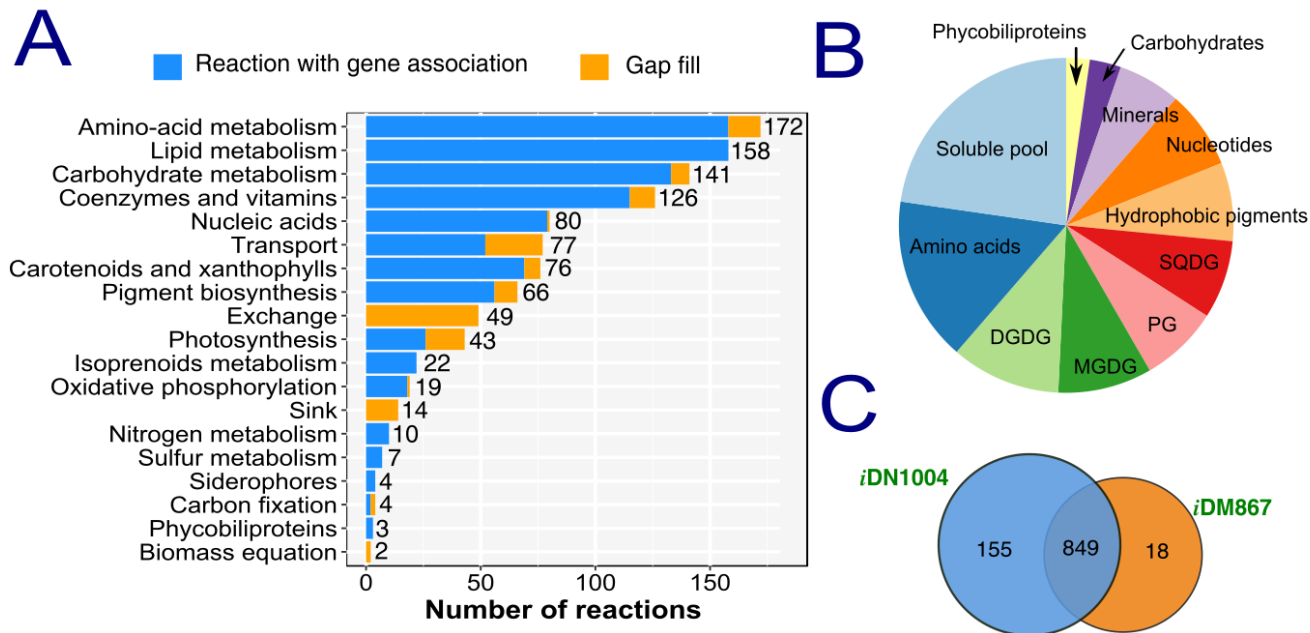 A
Reaction with gene association
Gap fill
Amino-acid metabolism
172
Lipid metabolism
158
Carbohydrate metabolism
141
Coenzymes and vitamins
126
Nucleic acids
80
Transport
77
Carotenoids and xanthophylls
76
Pigment biosynthesis
66
Exchange
49
Photosynthesis
43
Isoprenoids metabolism
22
Oxidative phosphorylation
19
Sink
14
Nitrogen metabolism
10
Sulfur metabolism
7
Siderophores
4
Carbon fixation
4
Phycobiliproteins
3
Biomass equation
2
0
50
100
150
Number of reactions
B
Phycobiliproteins
Carbohydrates
Minerals
Nucleotides
Hydrophobic pigments
SQDG
PG
MGDG
DGDG
Amino acids
Soluble pool
C
iDN1004
iDM867
155
849
18